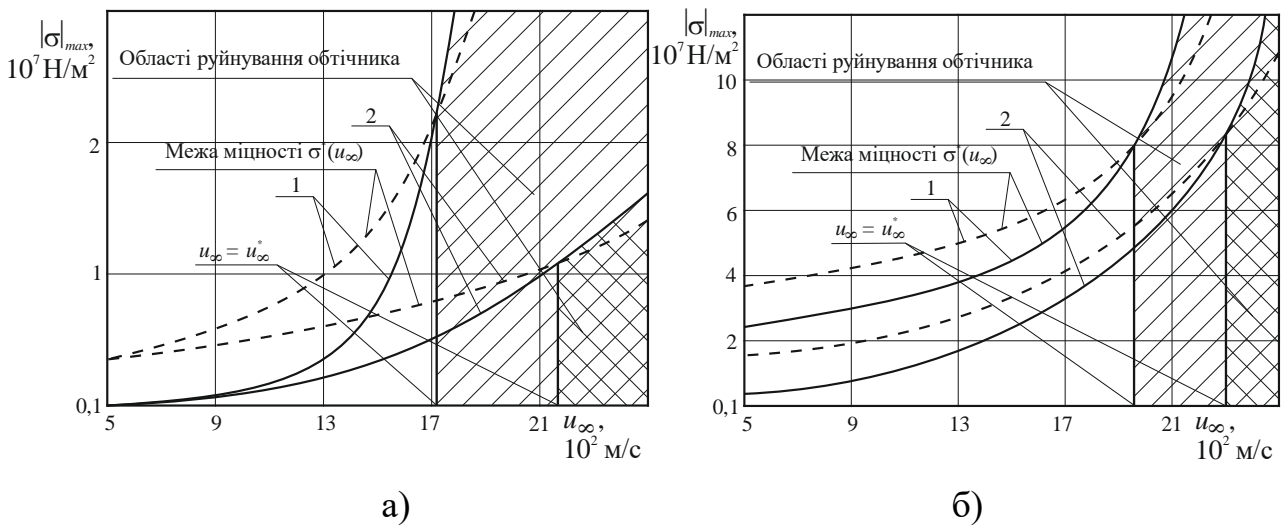 |σ|max,
10⁷ Н/м²
Області руйнування обтічника
2
2
Межа міцності σ*(u∞)
1
u∞ = u*∞
1
0,1
5
9
13
17
21
u∞,
10² м/с
а)
|σ|max,
10⁷ Н/м²
10
Області руйнування обтічника
2
8
Межа міцності σ*(u∞)
1
6
u∞ = u*∞
4
2
0,1
5
9
13
17
21
u∞,
10² м/с
б)